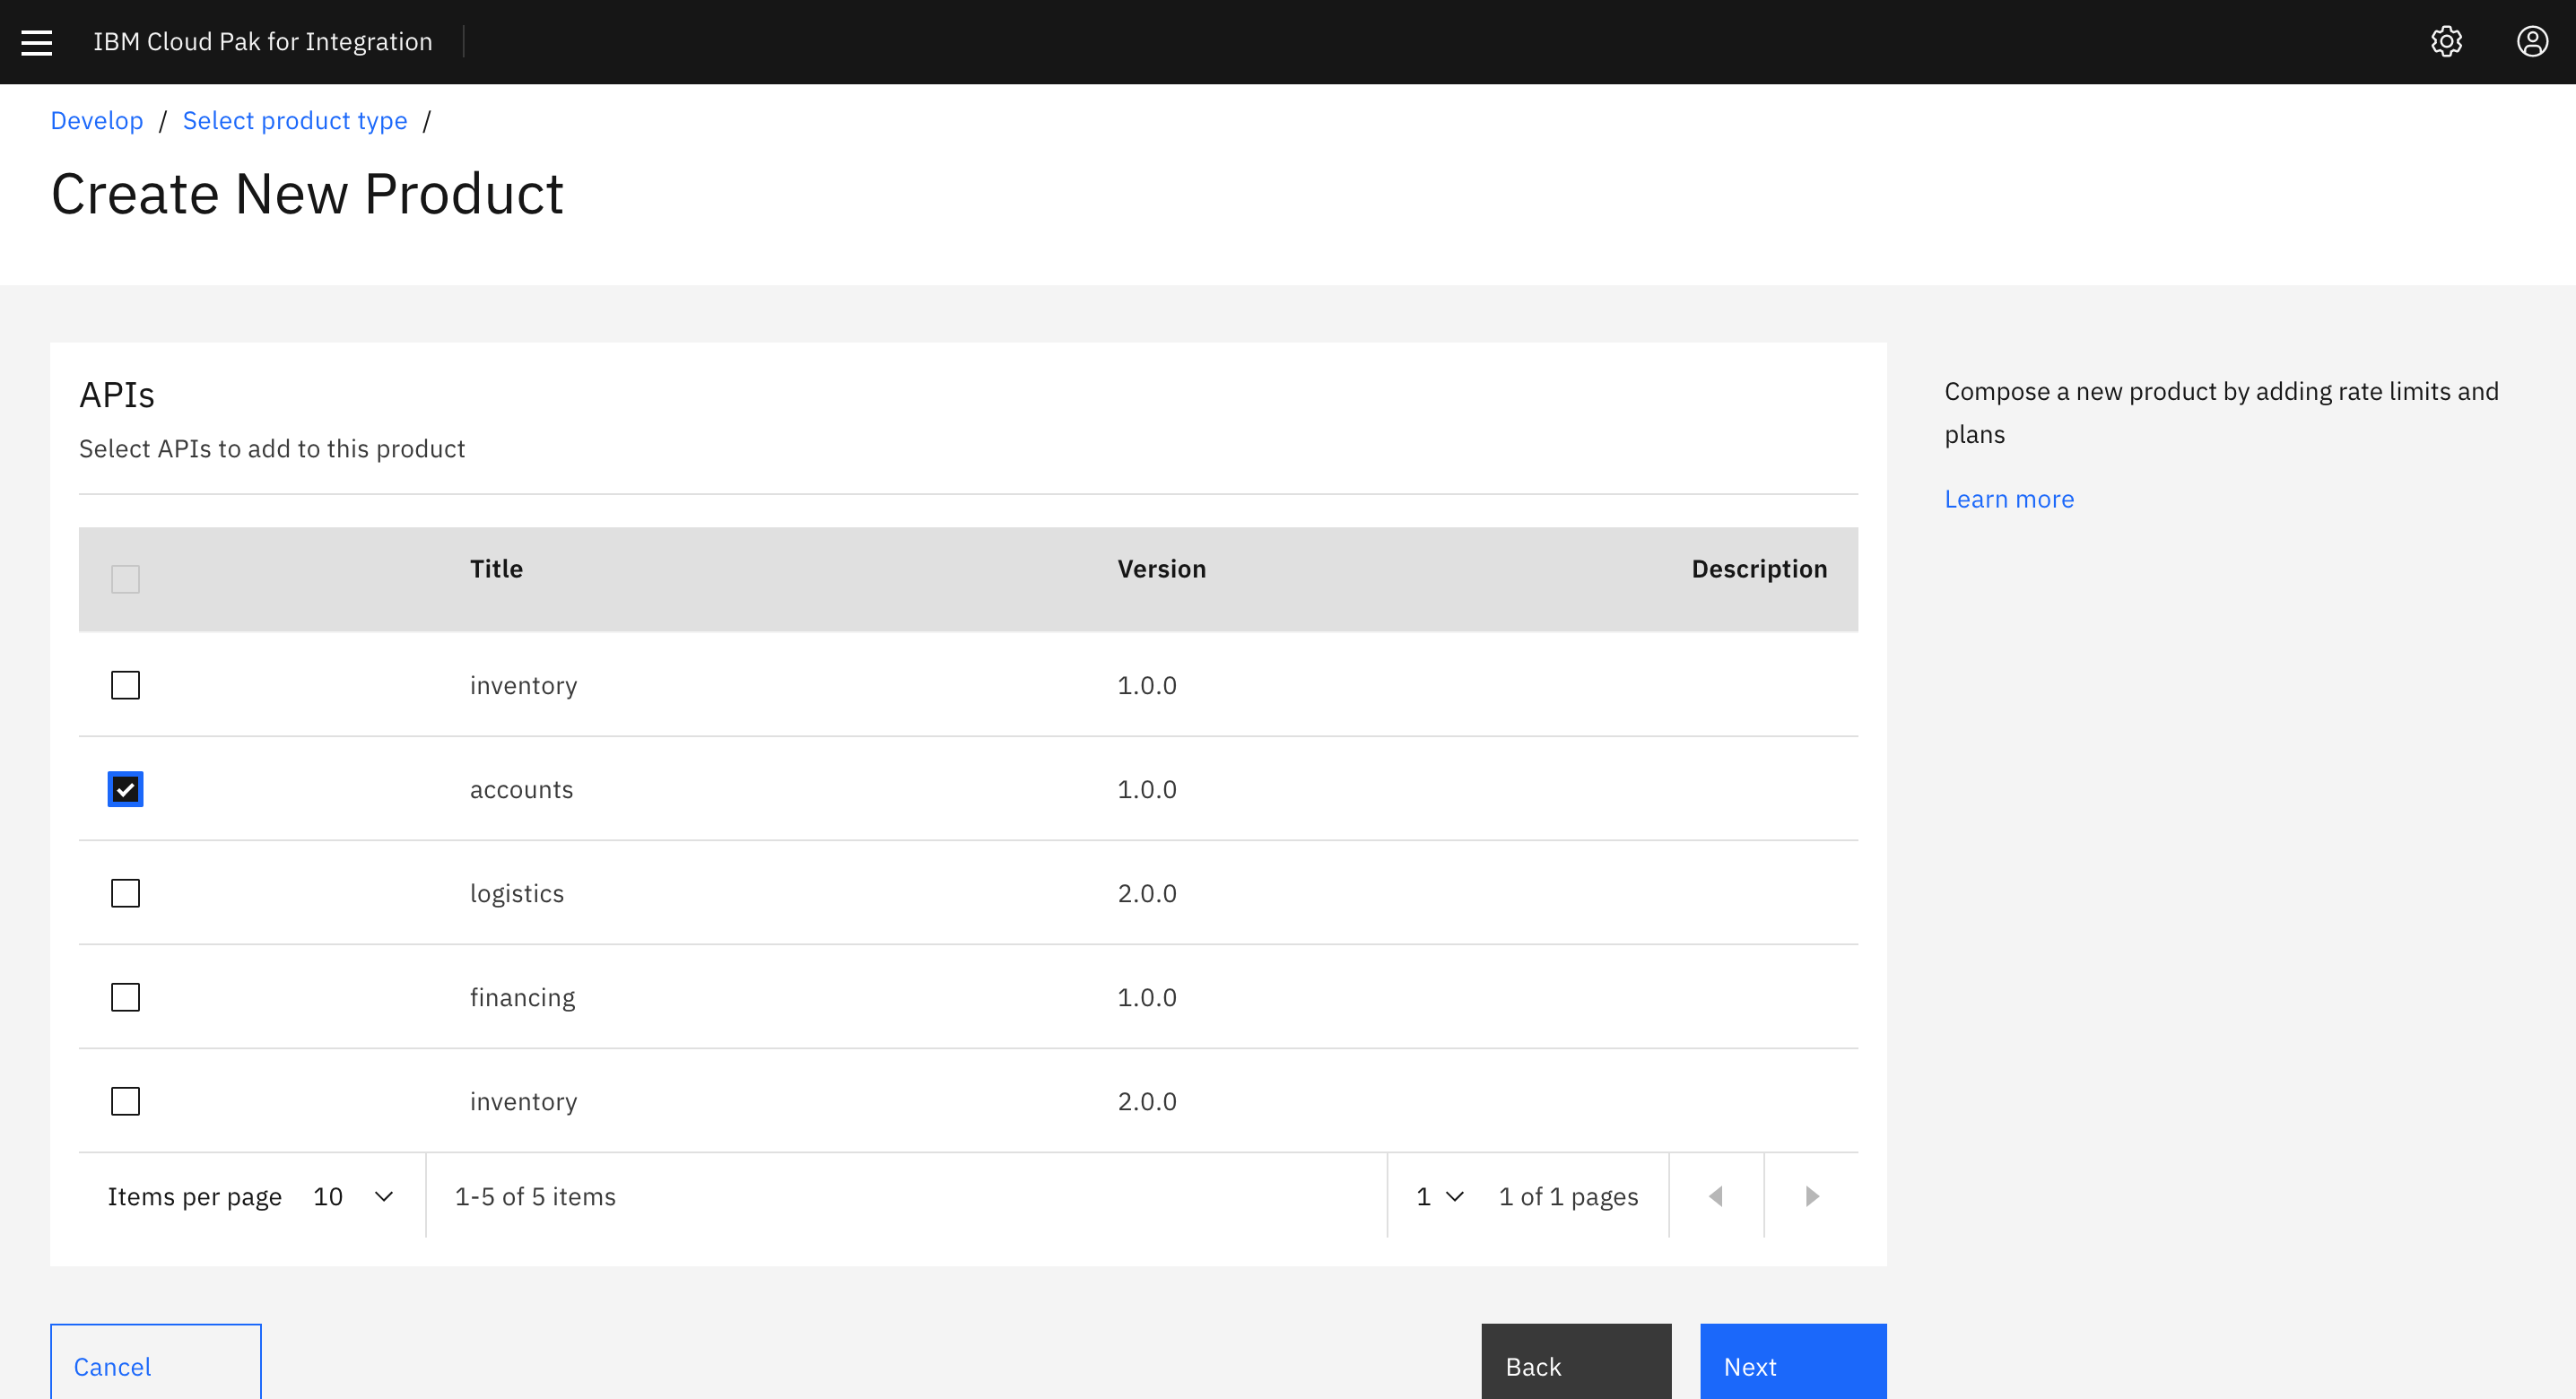 IBM Cloud Pak for Integration
Develop / Select product type /
Create New Product
APIs
Select APIs to add to this product
Compose a new product by adding rate limits and
plans
Learn more
Title Version Description
inventory 1.0.0
accounts 1.0.0
logistics 2.0.0
financing 1.0.0
inventory 2.0.0
Items per page 10 1-5 of 5 items 1 1 of 1 pages
Cancel Back Next